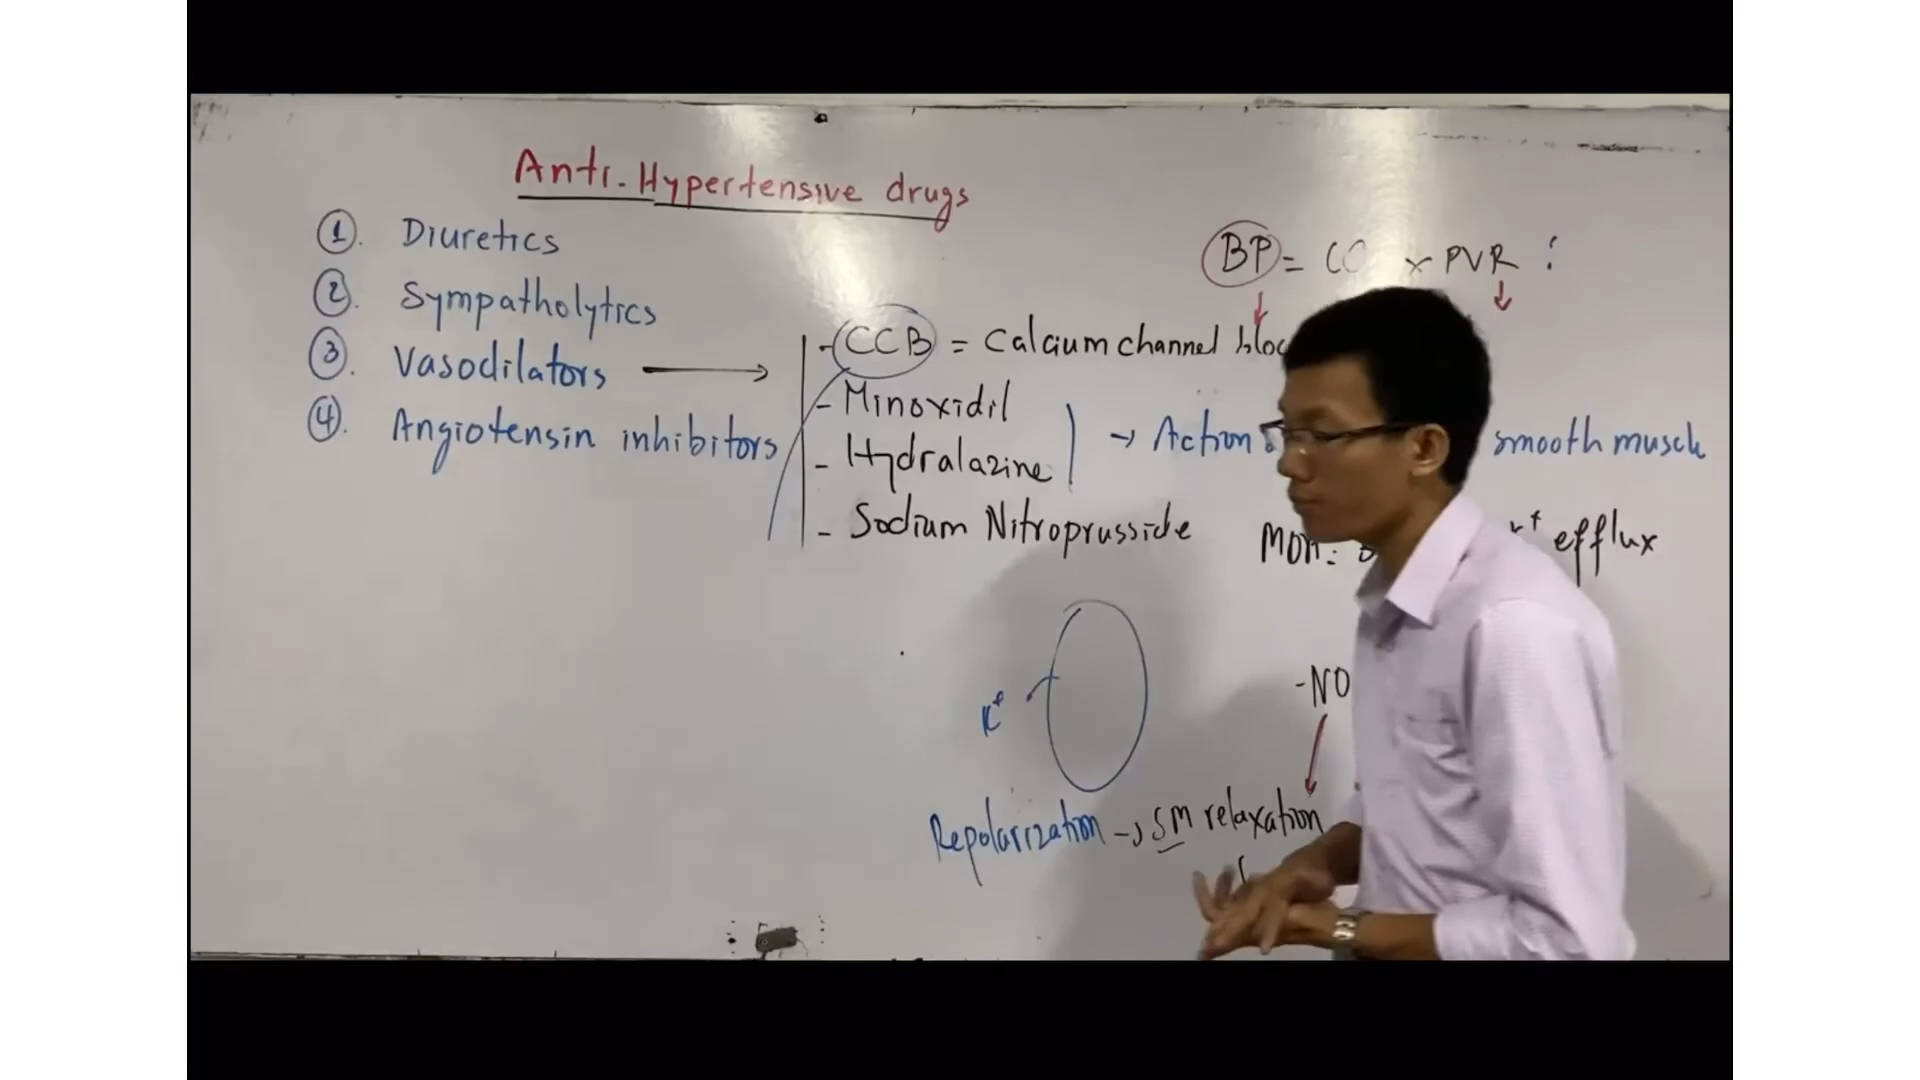 Anti-Hypertensive drugs
①. Diuretics
②. Sympatholytics
③. Vasodilators →
④. Angiotensin inhibitors
- CCB = Calcium channel bloc
- Minoxidil
- Hydralazine
- Sodium Nitroprusside
BP = CO × PVR :
↓ ↓
→ Action smooth muscle
MOA: efflux
K⁺
-NO
Repolarization → SM relaxation